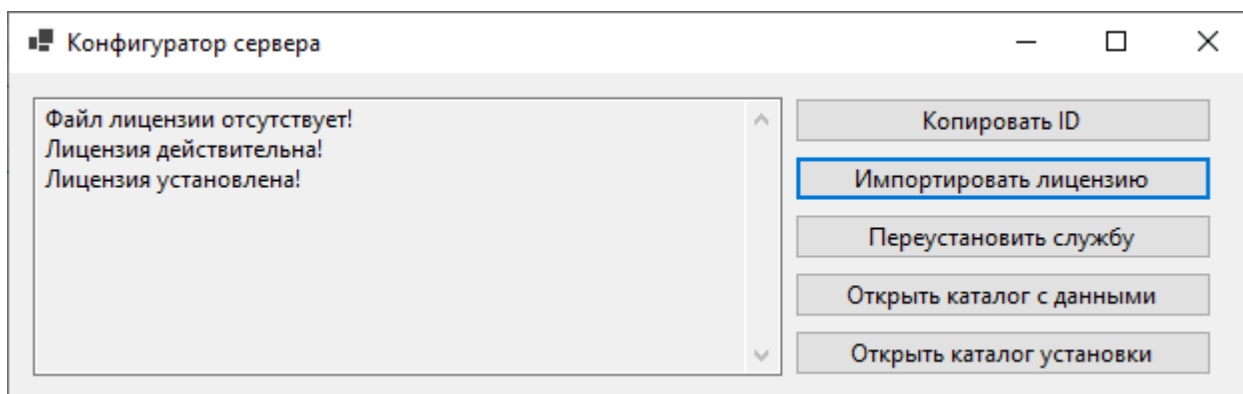 Конфигуратор сервера
Файл лицензии отсутствует!
Лицензия действительна!
Лицензия установлена!
Копировать ID
Импортировать лицензию
Переустановить службу
Открыть каталог с данными
Открыть каталог установки